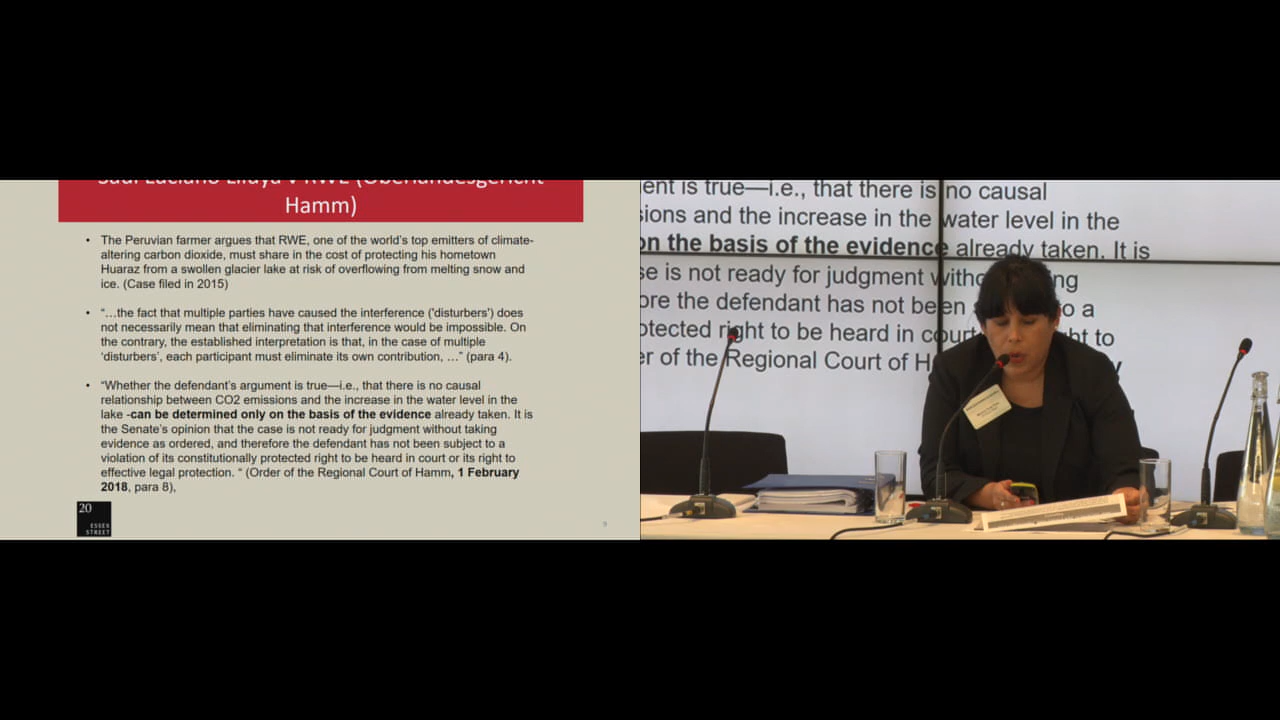 Hamm)
• The Peruvian farmer argues that RWE, one of the world's top emitters of climate-
altering carbon dioxide, must share in the cost of protecting his hometown
Huaraz from a swollen glacier lake at risk of overflowing from melting snow and
ice. (Case filed in 2015)
• "…the fact that multiple parties have caused the interference ('disturbers') does
not necessarily mean that eliminating that interference would be impossible. On
the contrary, the established interpretation is that, in the case of multiple
'disturbers', each participant must eliminate its own contribution, …" (para 4).
• "Whether the defendant's argument is true—i.e., that there is no causal
relationship between CO2 emissions and the increase in the water level in the
lake -can be determined only on the basis of the evidence already taken. It is
the Senate's opinion that the case is not ready for judgment without taking
evidence as ordered, and therefore the defendant has not been subject to a
violation of its constitutionally protected right to be heard in court or its right to
effective legal protection. " (Order of the Regional Court of Hamm, 1 February
2018, para 8),
20
ESSEX
STREET
9
ent is true—i.e., that there is no causal
sions and the increase in the water level in the
on the basis of the evidence already taken. It is
se is not ready for judgment
ore the defendant has not been o a
otected right to be heard in court ht to
er of the Regional Court of H